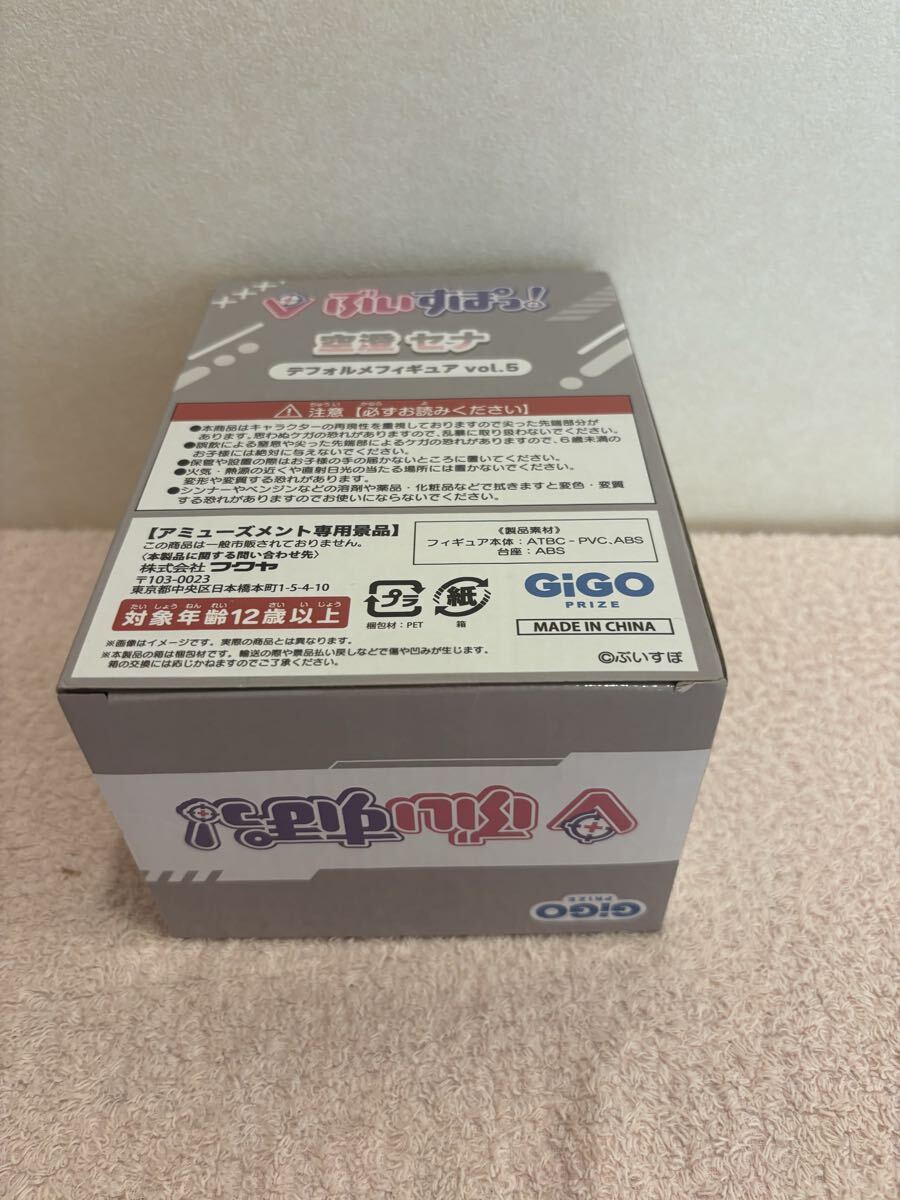 ぶいすぽっ！
空澄 セナ
デフォルメフィギュア vol.5
ちゅうい かなら よ
注意【必ずお読みください】
●本商品はキャラクターの再現性を重視しておりますので尖った先端部分が
あります。思わぬケガの恐れがありますので、乱暴に取り扱わないでください。
●誤飲による窒息や尖った先端部によるケガの恐れがありますので、6歳未満の
お子様には絶対に与えないでください。
●保管や設置の際はお子様の手の届かないところに置いてください。
●火気・熱源の近くや直射日光の当たる場所には置かないでください。
変形や変質する恐れがあります。
●シンナーやベンジンなどの溶剤や薬品・化粧品などで拭きますと変色・変質
する恐れがありますのでお使いにならないでください。
【アミューズメント専用景品】
この商品は一般市販されておりません。
〈本製品に関する問い合わせ先〉
株式会社 フクヤ
〒103-0023
東京都中央区日本橋本町1-5-4-10
たいしょうねんれい さいいじょう
対象年齢12歳以上
《製品素材》
フィギュア本体：ATBC-PVC、ABS
台座：ABS
プラ
梱包材：PET
紙
箱
GiGO
PRIZE
MADE IN CHINA
※画像はイメージです。実際の商品とは異なります。
※本製品の箱は梱包材です。輸送の際や景品払い戻しなどで傷や凹みが生じます。
箱の交換には応じかねますのでご了承ください。
©ぶいすぽ
ぶいすぽっ！
GiGO
PRIZE